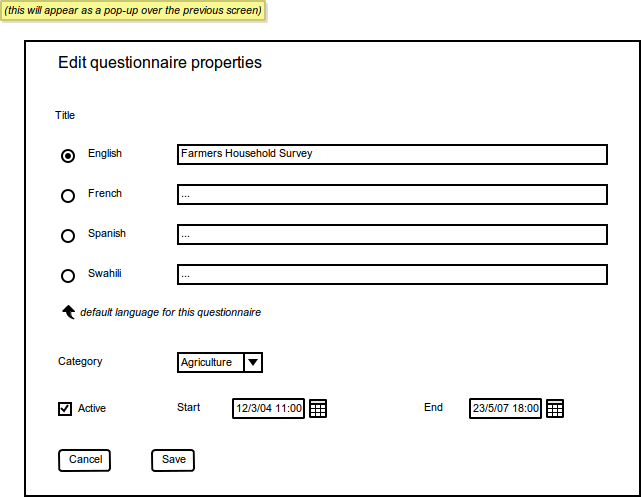 (this will appear as a pop-up over the previous screen)
Edit questionnaire properties
Title
English Farmers Household Survey
French ...
Spanish ...
Swahili ...
default language for this questionnaire
Category Agriculture
Active Start 12/3/04 11:00 End 23/5/07 18:00
Cancel Save